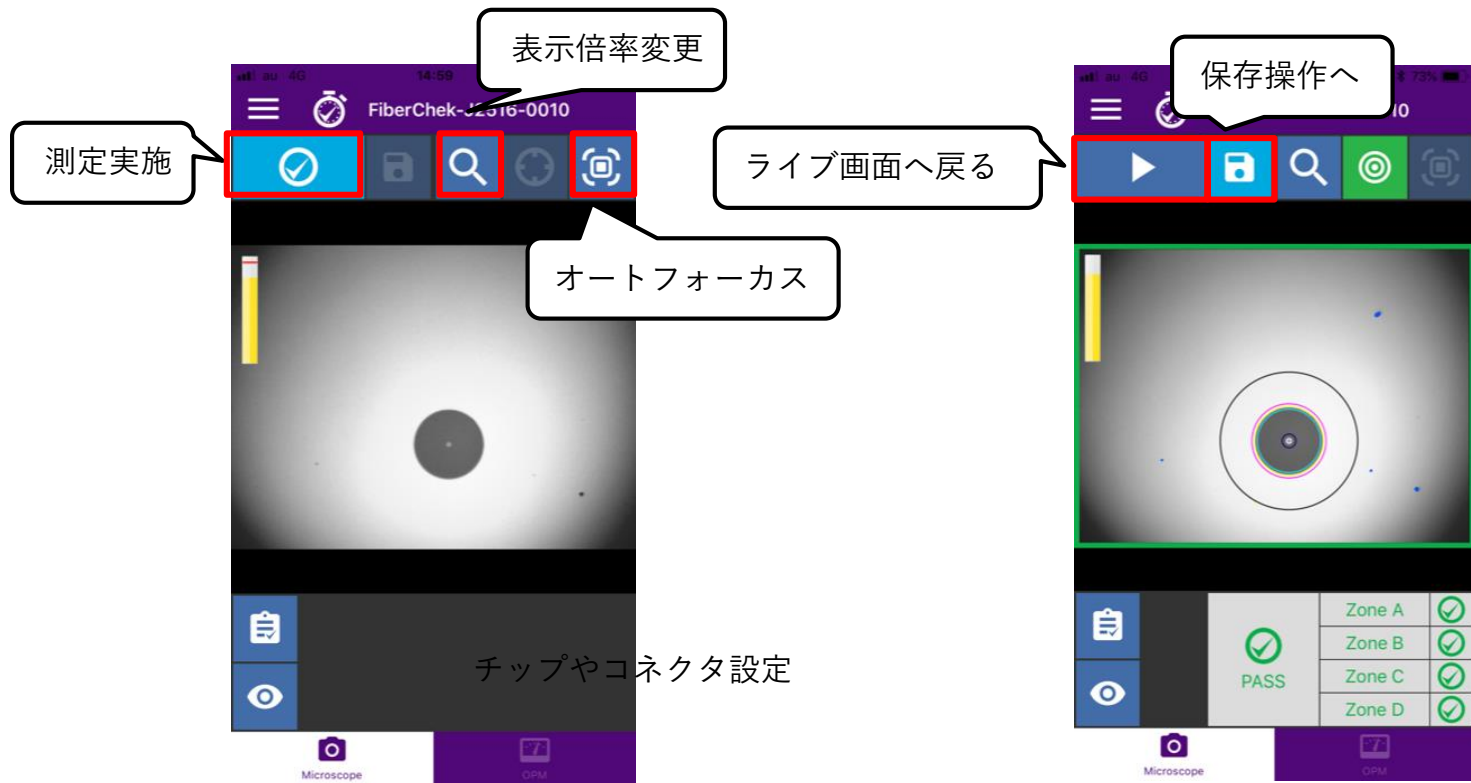 表示倍率変更
保存操作へ
au 4G
14:59
au 4G
73%
FiberChek-J2516-0010
10
測定実施
ライブ画面へ戻る
オートフォーカス
Zone A
Zone B
PASS
Zone C
Zone D
チップやコネクタ設定
Microscope
OPM
Microscope
OPM